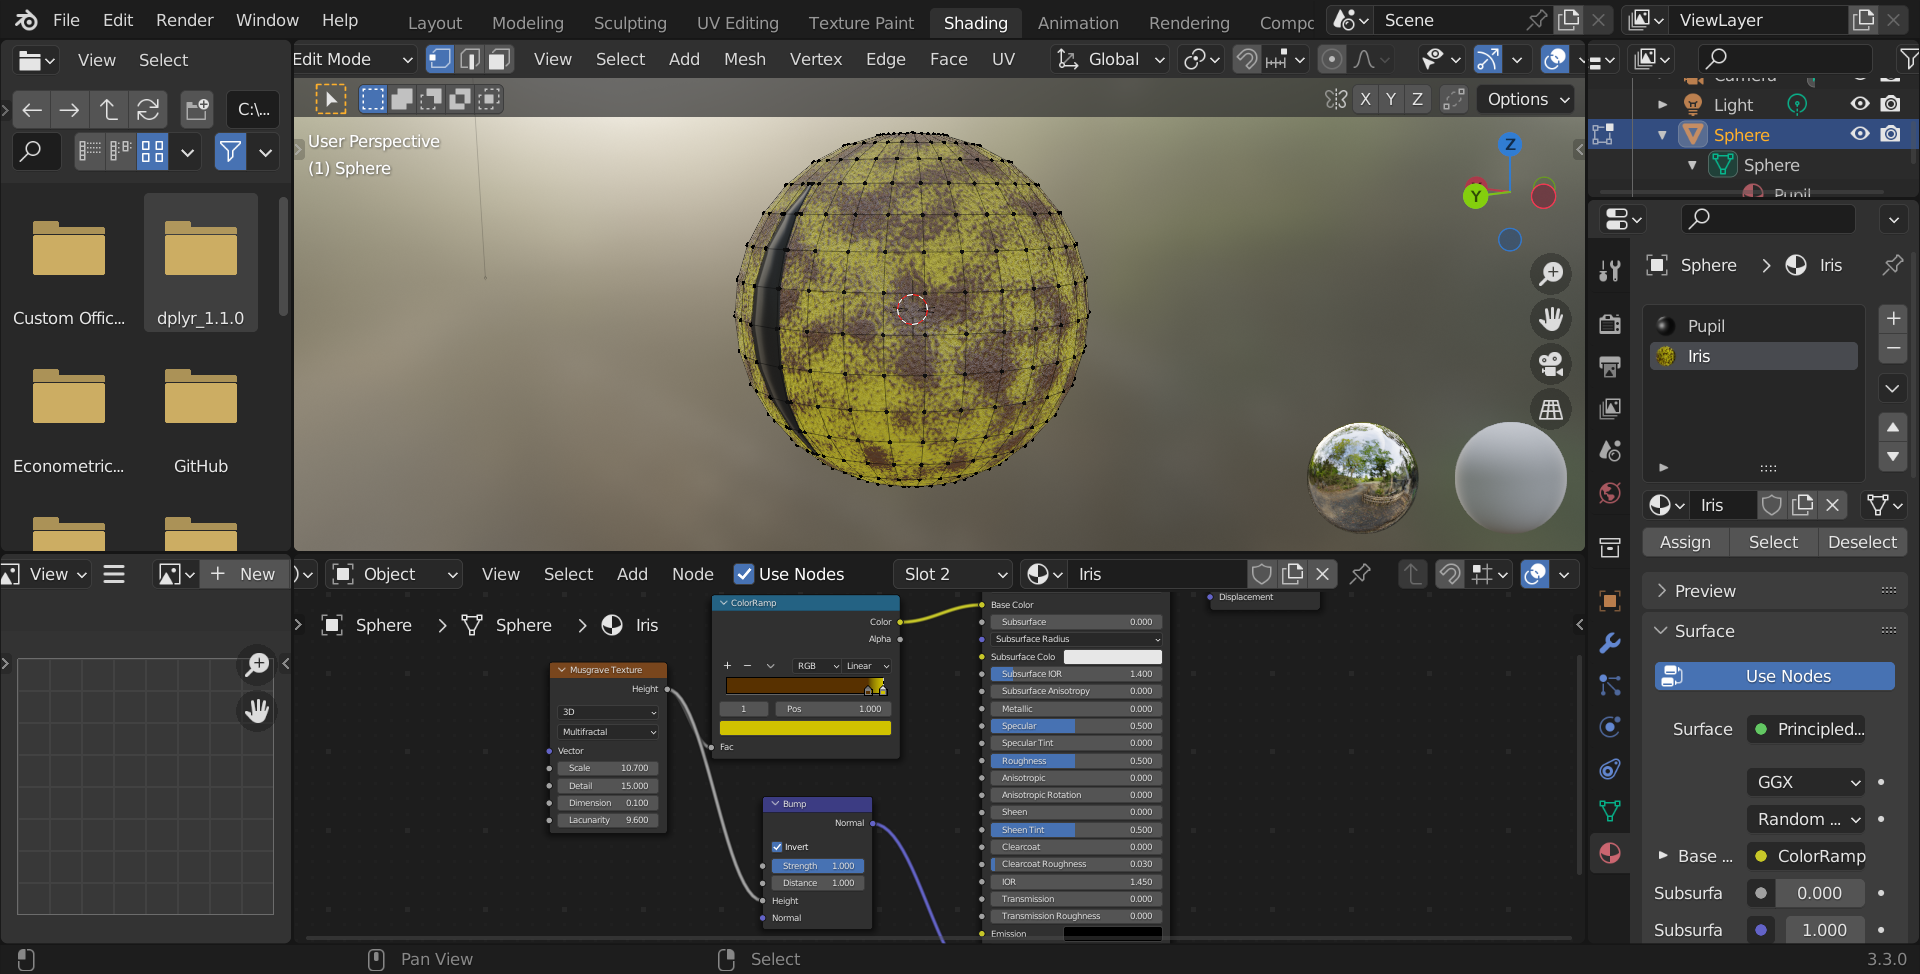 File Edit Render Window Help
Layout Modeling Sculpting UV Editing Texture Paint Shading Animation Rendering Compc
Scene
ViewLayer
View Select
C:\...
Custom Offic...
dplyr_1.1.0
Econometric...
GitHub
Edit Mode
View Select Add Mesh Vertex Edge Face UV
Global
X Y Z
Options
User Perspective
(1) Sphere
Z
Y
Light
Sphere
Sphere
Sphere
Iris
Pupil
Iris
Iris
Assign
Select
Deselect
Preview
Surface
Use Nodes
Surface
Principled...
GGX
Random ...
Base ...
ColorRamp
Subsurfa
0.000
Subsurfa
1.000
View
New
Object
View Select Add Node
Use Nodes
Slot 2
Iris
Sphere
Sphere
Iris
Musgrave Texture
Height
3D
Multifractal
Vector
Scale 10.700
Detail 15.000
Dimension 0.100
Lacunarity 9.600
ColorRamp
Color
Alpha
+ −
RGB
Linear
1
Pos 1.000
Fac
Bump
Normal
Invert
Strength 1.000
Distance 1.000
Height
Normal
Base Color
Subsurface 0.000
Subsurface Radius
Subsurface Colo
Subsurface IOR 1.400
Subsurface Anisotropy 0.000
Metallic 0.000
Specular 0.500
Specular Tint 0.000
Roughness 0.500
Anisotropic 0.000
Anisotropic Rotation 0.000
Sheen 0.000
Sheen Tint 0.500
Clearcoat 0.000
Clearcoat Roughness 0.030
IOR 1.450
Transmission 0.000
Transmission Roughness 0.000
Emission
Displacement
Pan View
Select
3.3.0